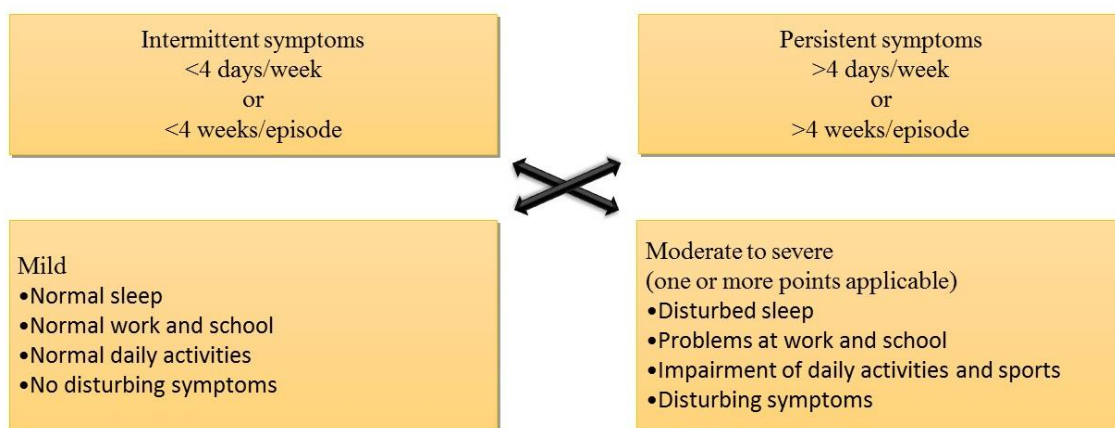 Intermittent symptoms
<4 days/week
or
<4 weeks/episode
Persistent symptoms
>4 days/week
or
>4 weeks/episode
Mild
•Normal sleep
•Normal work and school
•Normal daily activities
•No disturbing symptoms
Moderate to severe
(one or more points applicable)
•Disturbed sleep
•Problems at work and school
•Impairment of daily activities and sports
•Disturbing symptoms